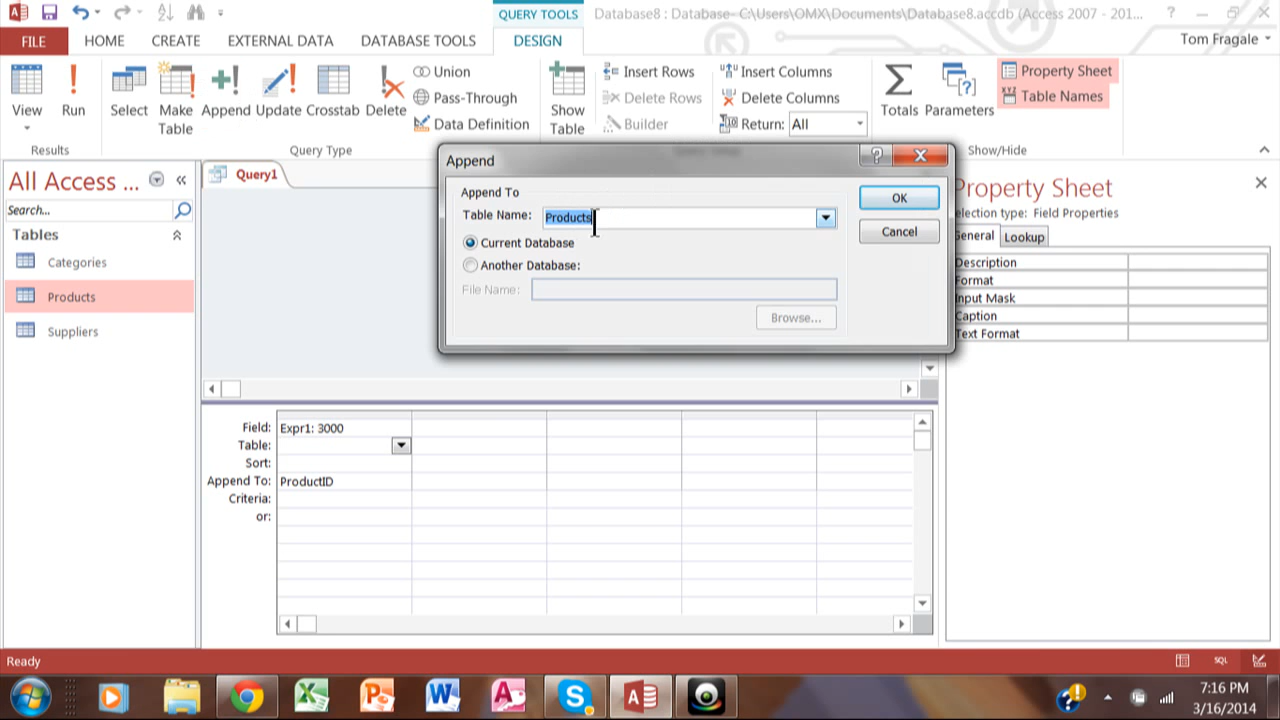 QUERY TOOLS
Database8 : Database- C:\Users\OMX\Documents\Database8.accdb (Access 2007 - 201...
FILE HOME CREATE EXTERNAL DATA DATABASE TOOLS DESIGN Tom Fragale
View Run Select Make Table Append Update Crosstab Delete
Union
Pass-Through
Data Definition
Show Table
Insert Rows
Delete Rows
Builder
Insert Columns
Delete Columns
Return: All
Totals Parameters
Property Sheet
XYZ Table Names
Results Query Type Show/Hide
All Access ...
Search...
Tables
Categories
Products
Suppliers
Query1
Append
Append To
Table Name: Products
Current Database
Another Database:
File Name:
Browse...
OK
Cancel
Property Sheet
election type: Field Properties
General Lookup
Description
Format
Input Mask
Caption
Text Format
Field: Expr1: 3000
Table:
Sort:
Append To: ProductID
Criteria:
or:
Ready
SQL
7:16 PM
3/16/2014